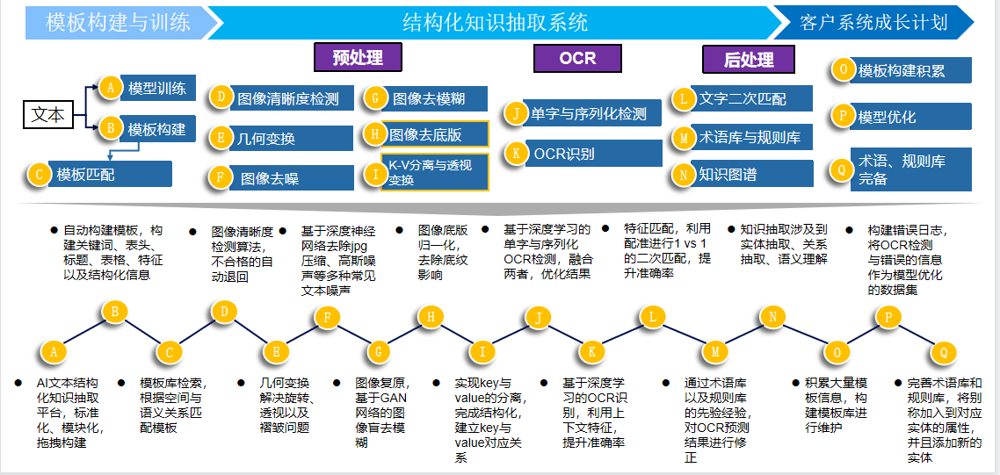 模板构建与训练
结构化知识抽取系统
客户系统成长计划
预处理
OCR
后处理
文本
A 模型训练
B 模板构建
C 模板匹配
D 图像清晰度检测
E 几何变换
F 图像去噪
G 图像去模糊
H 图像去底版
I K-V分离与透视
变换
J 单字与序列化检测
K OCR识别
L 文字二次匹配
M 术语库与规则库
N 知识图谱
O 模板构建积累
P 模型优化
Q 术语、规则库
完备
● 自动构建模板，构
建关键词、表头、
标题、表格、特征
以及结构化信息
● 图像清晰度
检测算法，
不合格的自
动退回
● 基于深度神经
网络去除jpg
压缩、高斯噪
声等多种常见
文本噪声
● 图像底版
归一化，
去除底纹
影响
● 基于深度学习的
单字与序列化
OCR检测，融合
两者，优化结果
● 特征匹配，利用
配准进行1 vs 1
的二次匹配，提
升准确率
● 知识抽取涉及到
实体抽取、关系
抽取、语义理解
● 构建错误日志，
将OCR检测
与错误的信息
作为模型优化
的数据集
B
D
F
H
J
L
N
P
A
C
E
G
I
K
M
O
Q
● AI文本结构
化知识抽取
平台，标准
化、模块化，
拖拽构建
● 模板库检索，
根据空间与
语义关系匹
配模板
● 几何变换
解决旋转、
透视以及
褶皱问题
● 图像复原，
基于GAN
网络的图
像盲去模
糊
● 实现key与
value的分离，
完成结构化，
建立key与
value对应关
系
● 基于深度学
习的OCR识
别，利用上
下文特征，
提升准确率
● 通过术语库
以及规则库
的先验经验，
对OCR预测
结果进行修
正
● 积累大量模
板信息，构
建模板库进
行维护
● 完善术语库和
规则库，将别
称加入到对应
实体的属性，
并且添加新的
实体